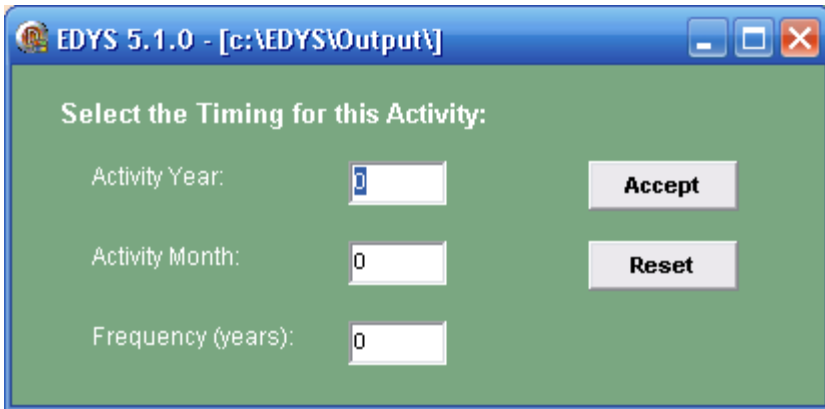 EDYS 5.1.0 - [c:\EDYS\Output\]
Select the Timing for this Activity:
Activity Year: 0 Accept
Activity Month: 0 Reset
Frequency (years): 0